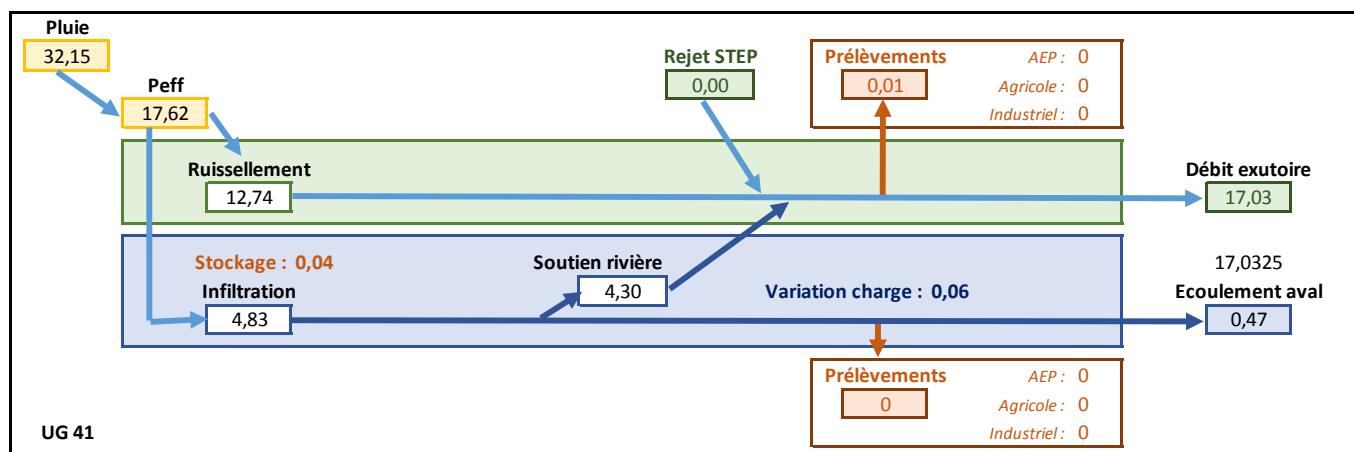 Pluie
32,15
Peff
17,62
Rejet STEP
0,00
Prélèvements
0,01
AEP : 0
Agricole : 0
Industriel : 0
Ruissellement
12,74
Débit exutoire
17,03
Stockage : 0,04
Infiltration
4,83
Soutien rivière
4,30
Variation charge : 0,06
17,0325
Ecoulement aval
0,47
Prélèvements
0
AEP : 0
Agricole : 0
Industriel : 0
UG 41